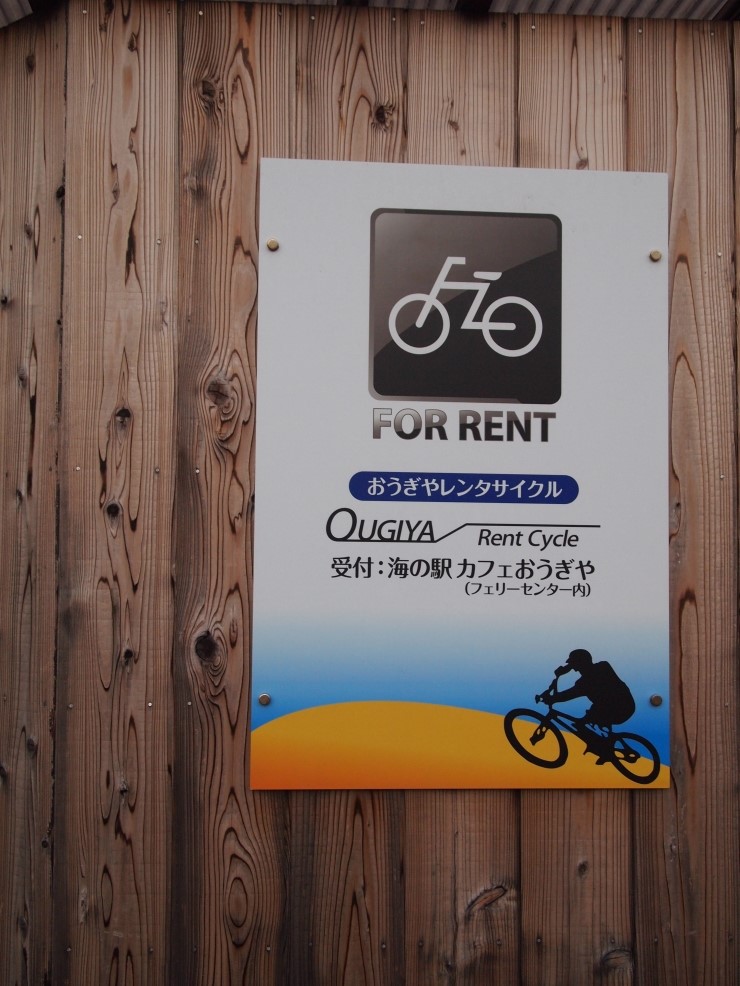 FOR RENT
おうぎやレンタサイクル
OUGIYA Rent Cycle
受付：海の駅 カフェおうぎや
（フェリーセンター内）